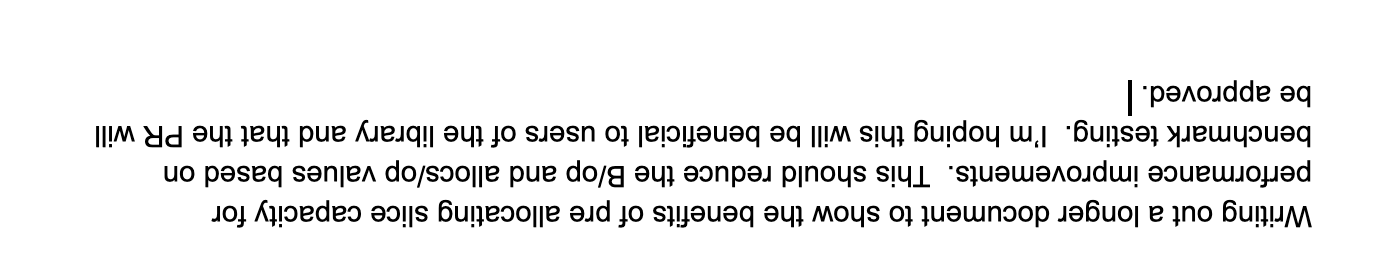 Writing out a longer document to show the benefits of pre allocating slice capacity for
performance improvements.  This should reduce the B/op and allocs/op values based on
benchmark testing.  I'm hoping this will be beneficial to users of the library and that the PR will
be approved.